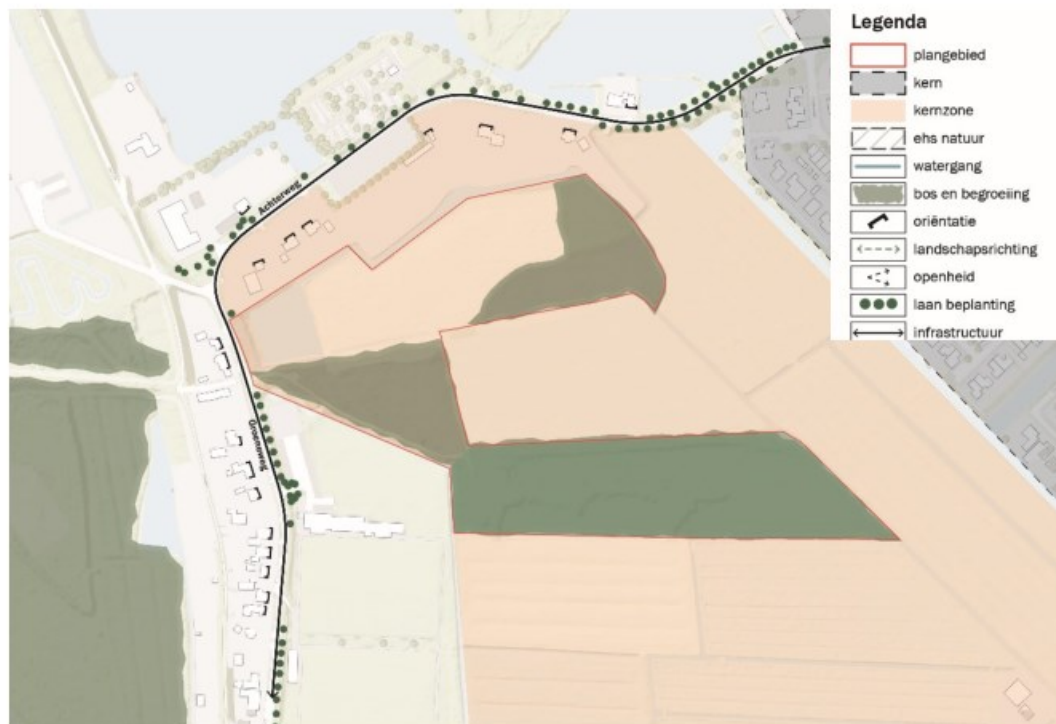 Legenda
plangebied
kern
kernzone
ehs natuur
watergang
bos en begroeiing
oriëntatie
landschapsrichting
openheid
laan beplanting
infrastructuur
Achterweg
Groeneweg